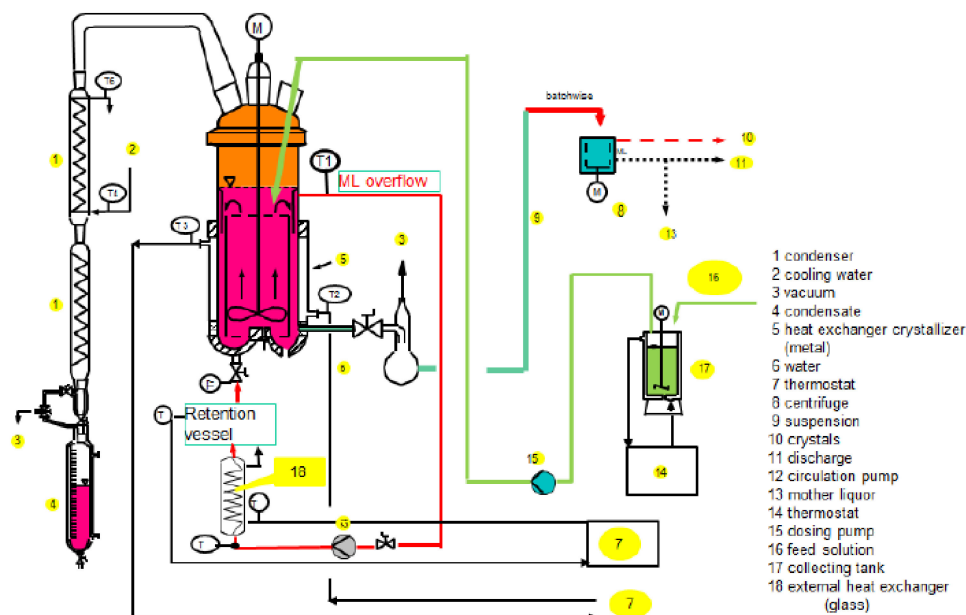 M
T6
batchwise
10
T1
ML
1
2
11
ML overflow
M
T4
8
9
3
13
T3
1 condenser
16
2 cooling water
5
3 vacuum
1
T2
4 condensate
M
5 heat exchanger crystallizer
(metal)
6 water
17
6
7 thermostat
8 centrifuge
T
9 suspension
3
Retention
vessel
10 crystals
11 discharge
15
12 circulation pump
18
14
13 mother liquor
4
14 thermostat
T
15 dosing pump
16 feed solution
T
7
17 collecting tank
18 external heat exchanger
(glass)
7